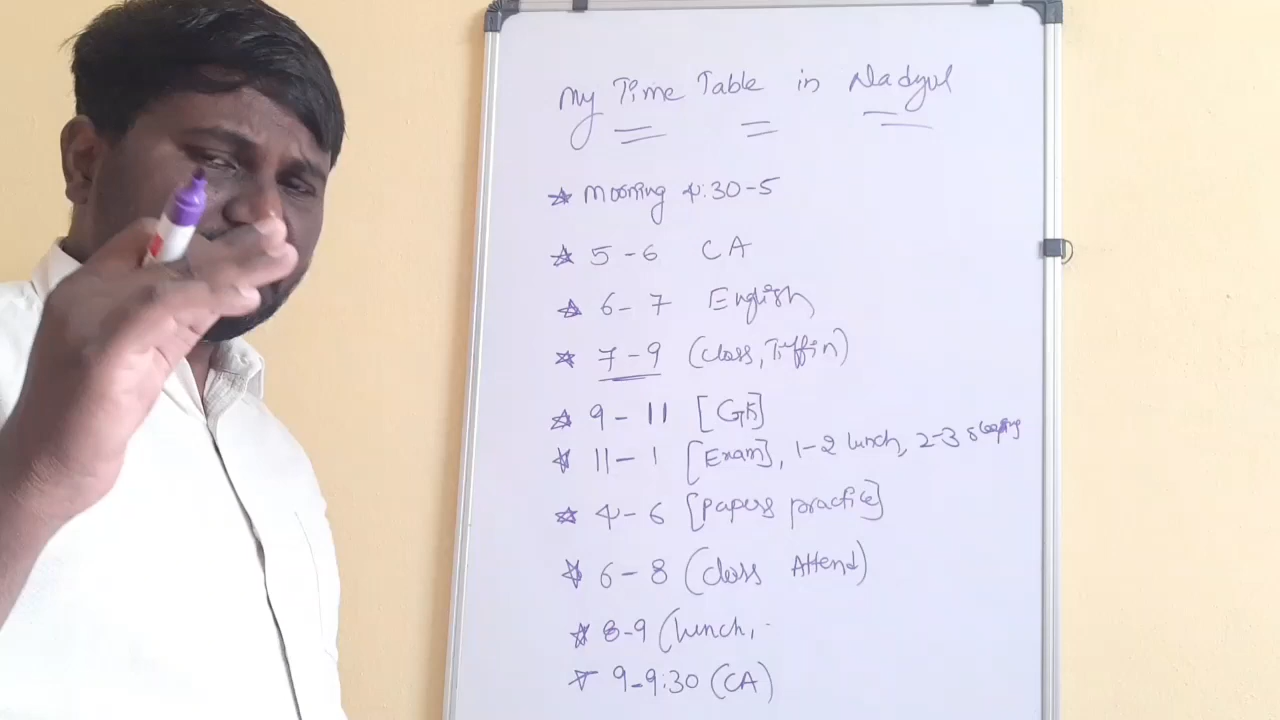 My Time Table in Nadyal
☆ Morning 4:30-5
☆ 5-6 CA
☆ 6-7 English
☆ 7-9 (class, Tiffin)
☆ 9-11 [GK]
☆ 11-1 [Exam], 1-2 lunch, 2-3 sleeping
☆ 4-6 [Papers practice]
☆ 6-8 (class Attend)
☆ 8-9 (lunch,
☆ 9-9:30 (CA)